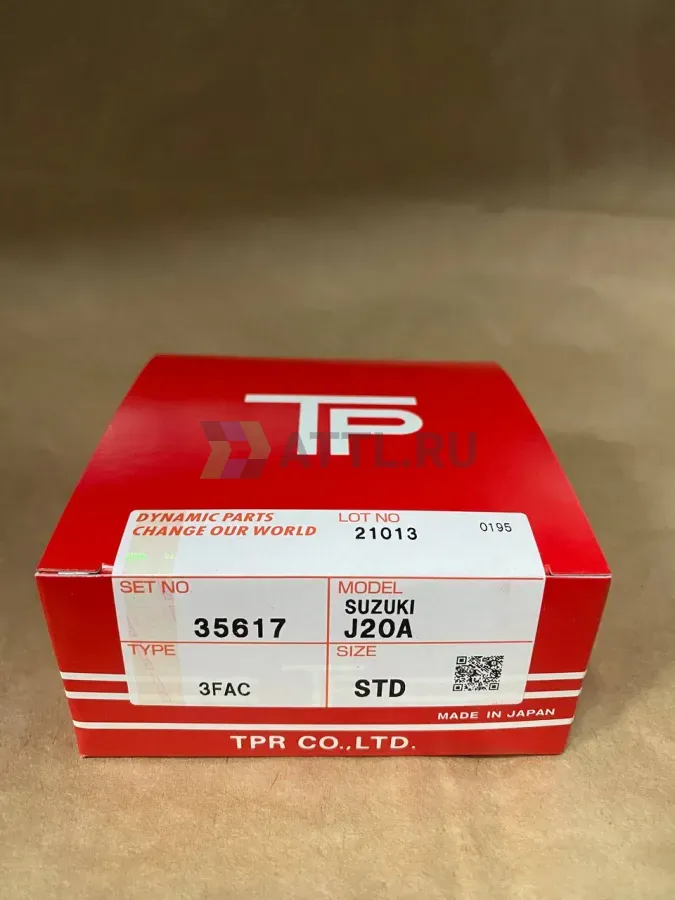 TP
ATTL.RU
DYNAMIC PARTS
CHANGE OUR WORLD
LOT NO
21013
0195
SET NO
35617
MODEL
SUZUKI
J20A
TYPE
3FAC
SIZE
STD
MADE IN JAPAN
TPR CO.,LTD.